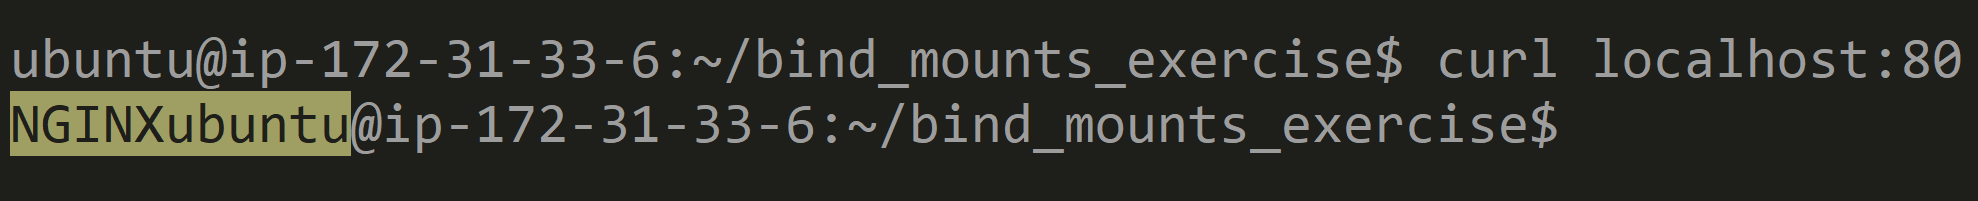 ubuntu@ip-172-31-33-6:~/bind_mounts_exercise$ curl localhost:80
NGINXubuntu@ip-172-31-33-6:~/bind_mounts_exercise$